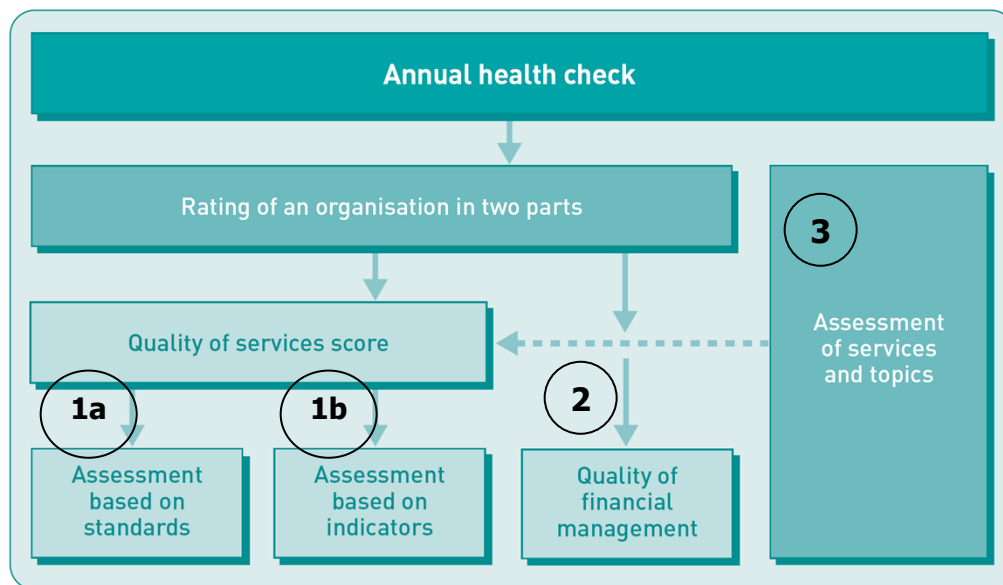 Annual health check
Rating of an organisation in two parts
3
Assessment
of services
and topics
Quality of services score
1a
1b
2
Assessment
based on
standards
Assessment
based on
indicators
Quality of
financial
management